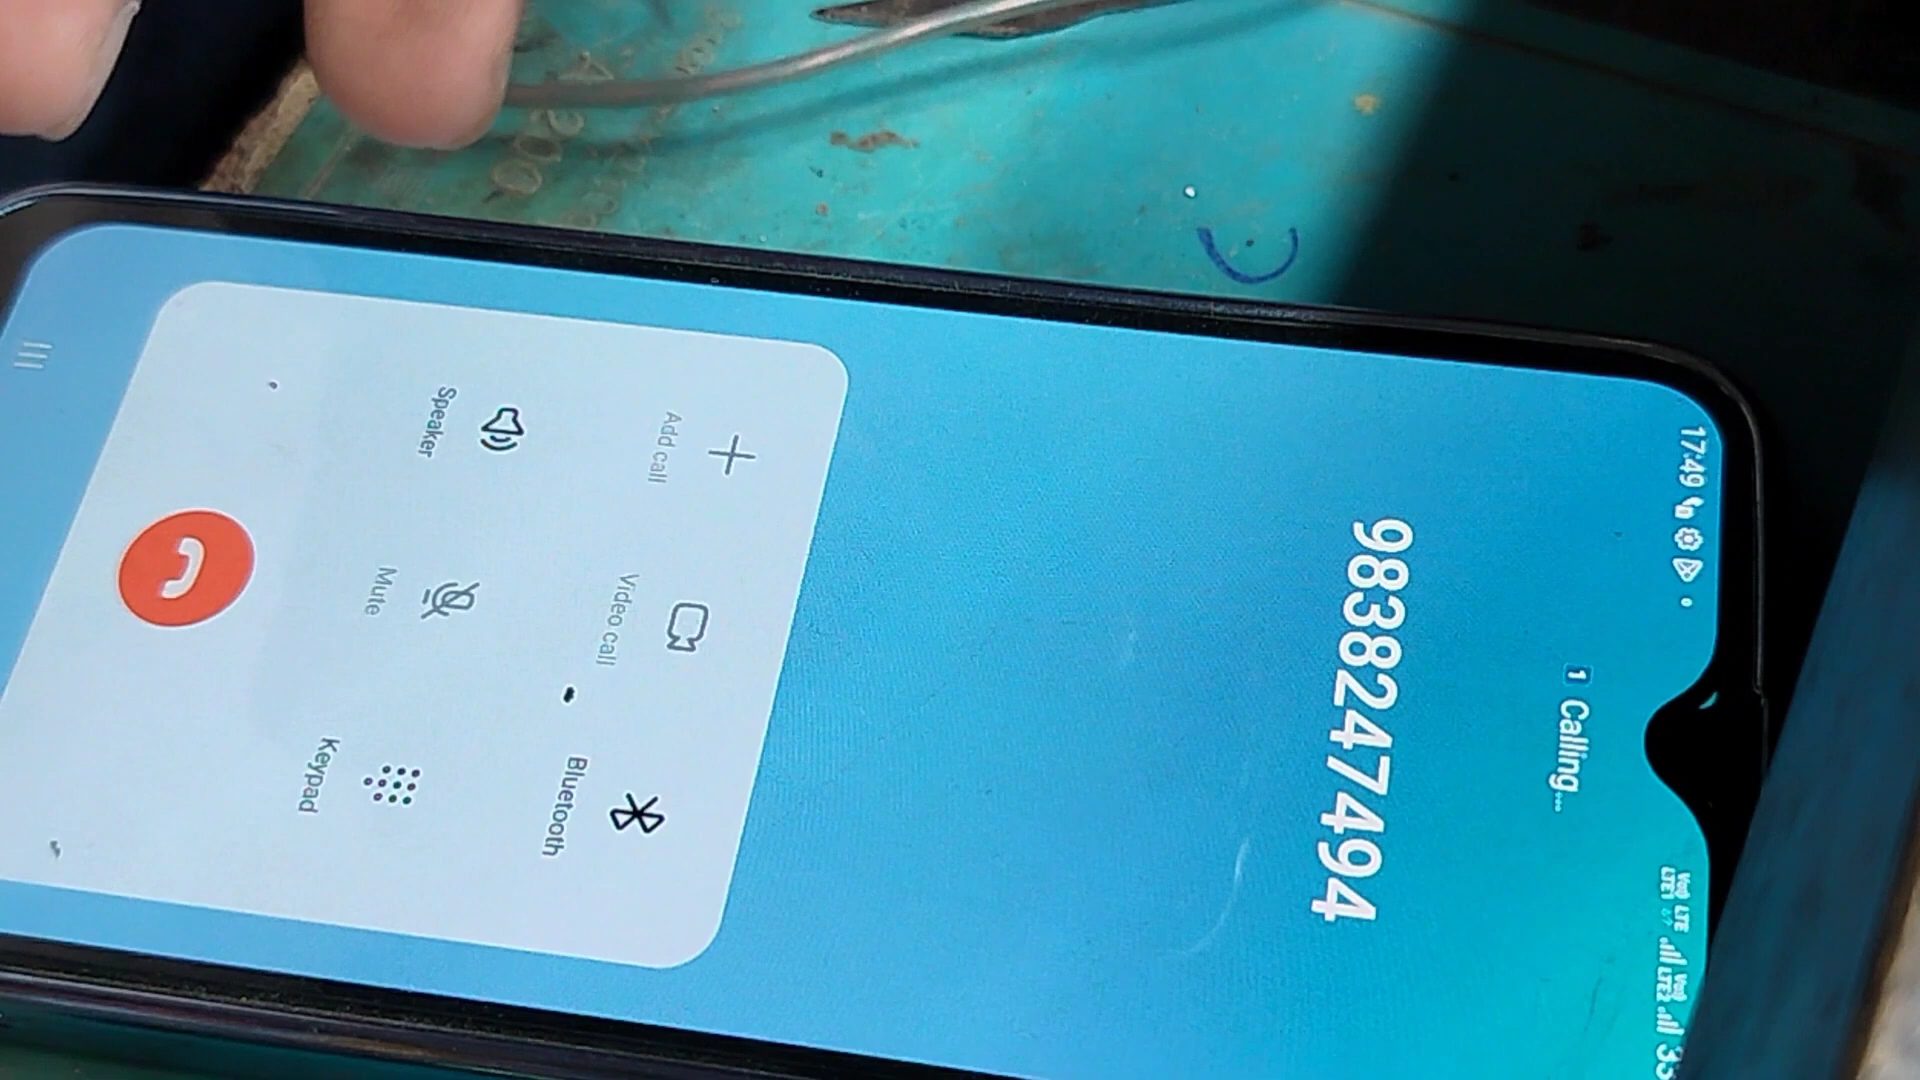 17:49
1 Calling...
9838247494
Add call
Video call
Bluetooth
Speaker
Mute
Keypad